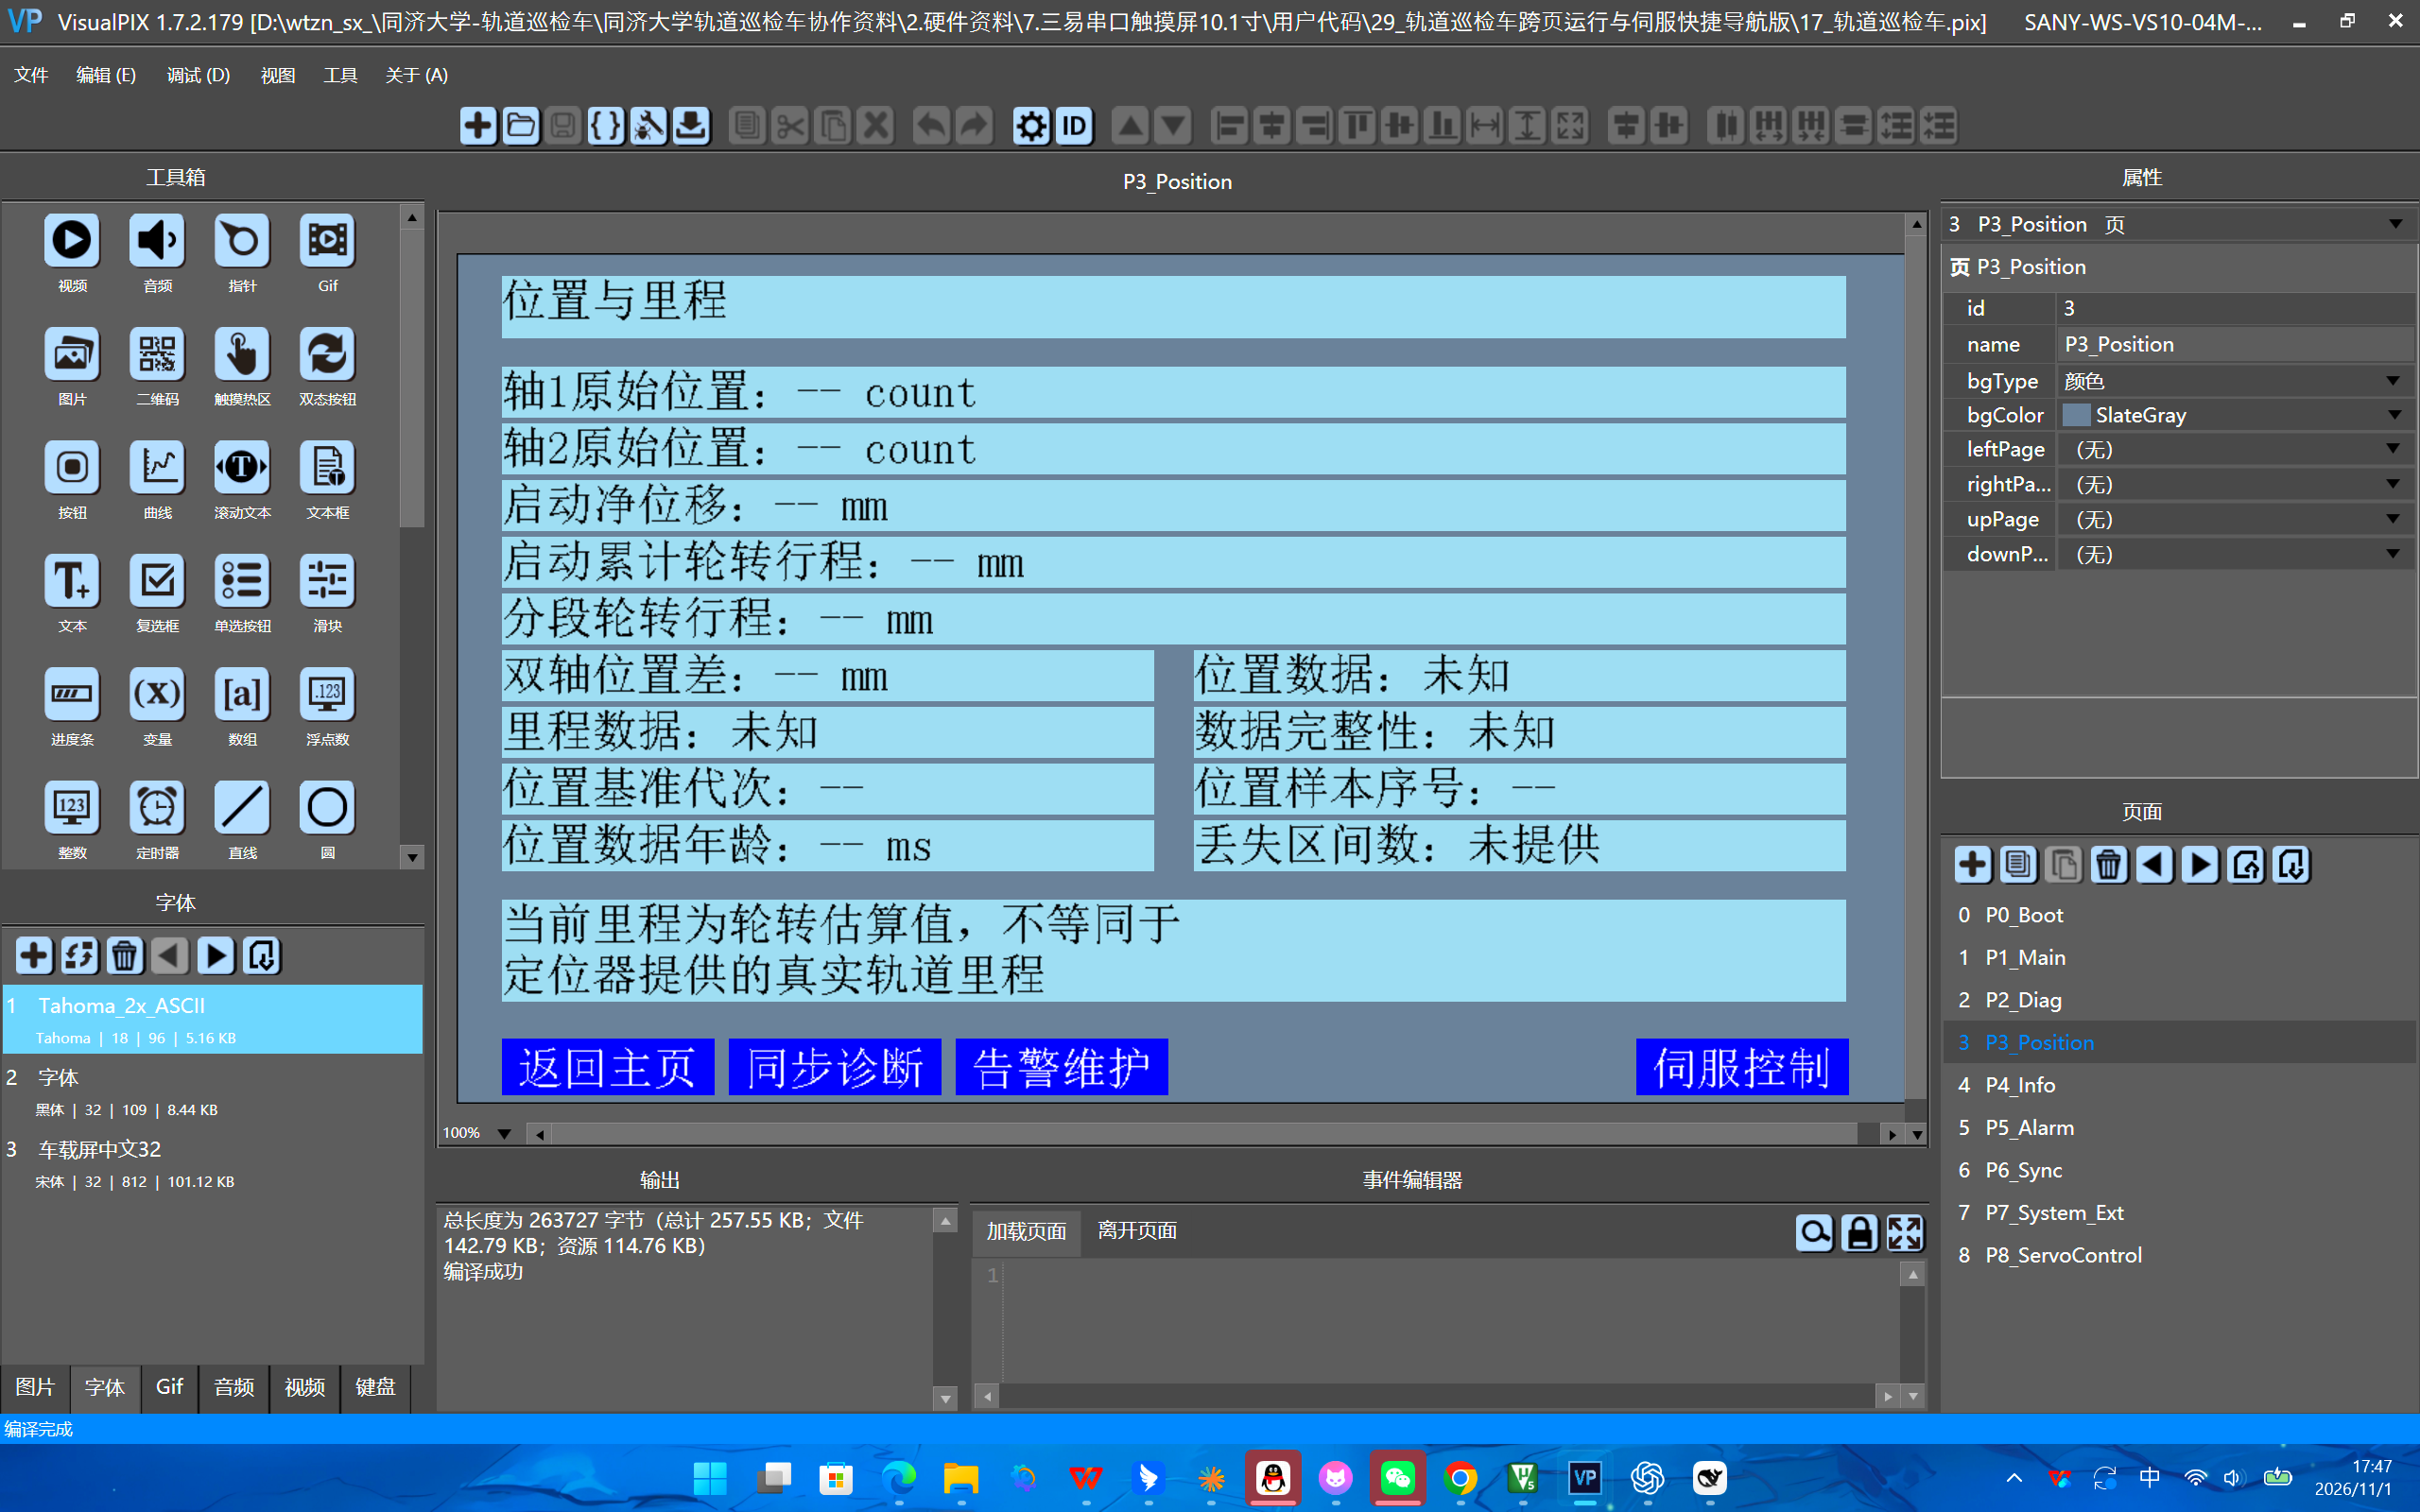 VP VisualPIX 1.7.2.179 [D:\wtzn_sx_\同济大学-轨道巡检车\同济大学轨道巡检车协作资料\2.硬件资料\7.三易串口触摸屏10.1寸\用户代码\29_轨道巡检车跨页运行与伺服快捷导航版\17_轨道巡检车.pix] SANY-WS-VS10-04M-...
文件 编辑 (E) 调试 (D) 视图 工具 关于 (A)
ID
工具箱
视频 音频 指针 Gif
图片 二维码 触摸热区 双态按钮
按钮 曲线 滚动文本 文本框
文本 复选框 单选按钮 滑块
进度条 变量 数组 浮点数
整数 定时器 直线 圆
字体
1 Tahoma_2x_ASCII
Tahoma | 18 | 96 | 5.16 KB
2 字体
黑体 | 32 | 109 | 8.44 KB
3 车载屏中文32
宋体 | 32 | 812 | 101.12 KB
图片 字体 Gif 音频 视频 键盘
编译完成
P3_Position
位置与里程
轴1原始位置: -- count
轴2原始位置: -- count
启动净位移: -- mm
启动累计轮转行程: -- mm
分段轮转行程: -- mm
双轴位置差: -- mm 位置数据: 未知
里程数据: 未知 数据完整性: 未知
位置基准代次: -- 位置样本序号: --
位置数据年龄: -- ms 丢失区间数: 未提供
当前里程为轮转估算值，不等同于
定位器提供的真实轨道里程
返回主页 同步诊断 告警维护 伺服控制
100%
输出
总长度为 263727 字节（总计 257.55 KB；文件
142.79 KB；资源 114.76 KB）
编译成功
事件编辑器
加载页面 离开页面
1
属性
3 P3_Position 页
页 P3_Position
id 3
name P3_Position
bgType 颜色
bgColor SlateGray
leftPage (无)
rightPa... (无)
upPage (无)
downP... (无)
页面
0 P0_Boot
1 P1_Main
2 P2_Diag
3 P3_Position
4 P4_Info
5 P5_Alarm
6 P6_Sync
7 P7_System_Ext
8 P8_ServoControl
中
17:47
2026/11/1